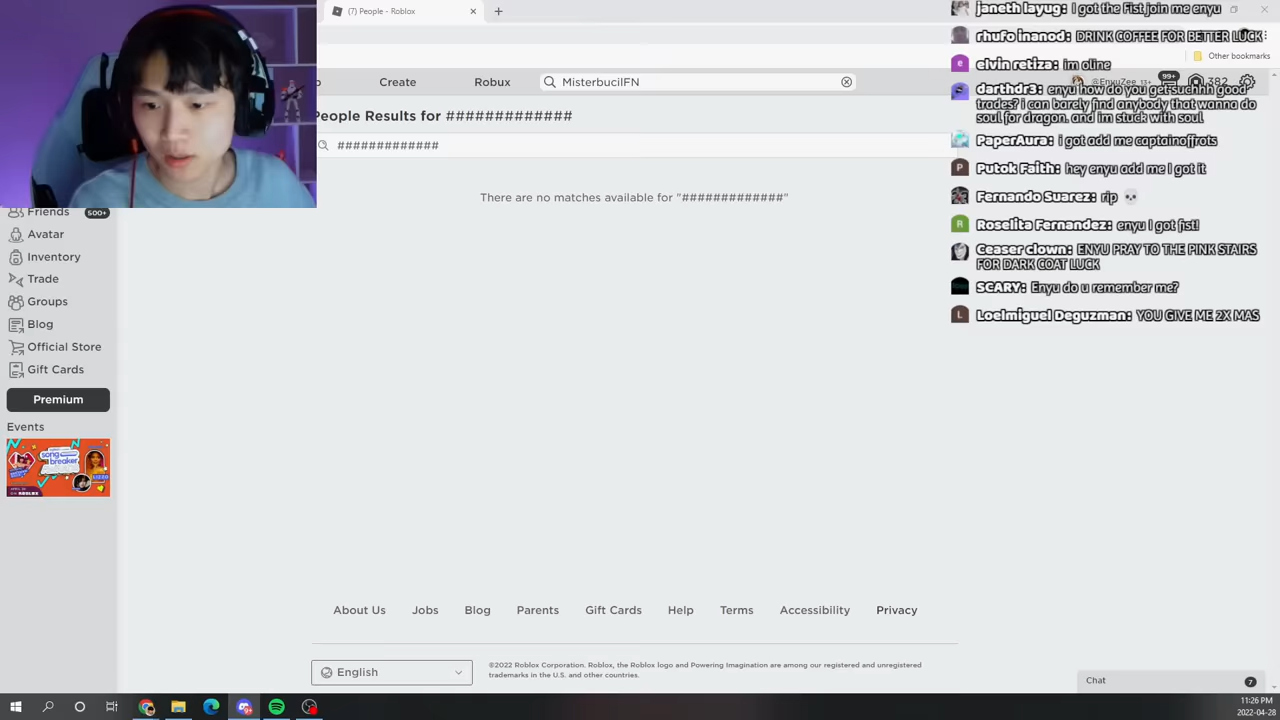 (7) People - Roblox
Other bookmarks
Create
Robux
MisterbucilFN
@EnyuZee 13+
99+
382
People Results for #############
#############
There are no matches available for "#############"
Friends
500+
Avatar
Inventory
Trade
Groups
Blog
Official Store
Gift Cards
Premium
Events
song breaker
janeth layug: I got the Fist join me enyu
rhufo inanod: DRINK COFFEE FOR BETTER LUCK
elvin retiza: im oline
darthdr3: enyu how do you get suchhh good
trades? i can barely find anybody that wanna do
soul for dragon. and im stuck with soul
PaperAura: i got add me captainoffrots
Putok Faith: hey enyu add me I got it
Fernando Suarez: rip 💀
Roselita Fernandez: enyu I got fist!
Ceaser clown: ENYU PRAY TO THE PINK STAIRS
FOR DARK COAT LUCK
SCARY: Enyu do u remember me?
Loelmiguel Deguzman: YOU GIVE ME 2X MAS
About Us
Jobs
Blog
Parents
Gift Cards
Help
Terms
Accessibility
Privacy
English
©2022 Roblox Corporation. Roblox, the Roblox logo and Powering Imagination are among our registered and unregistered
trademarks in the U.S. and other countries.
Chat
7
11:26 PM
2022-04-28